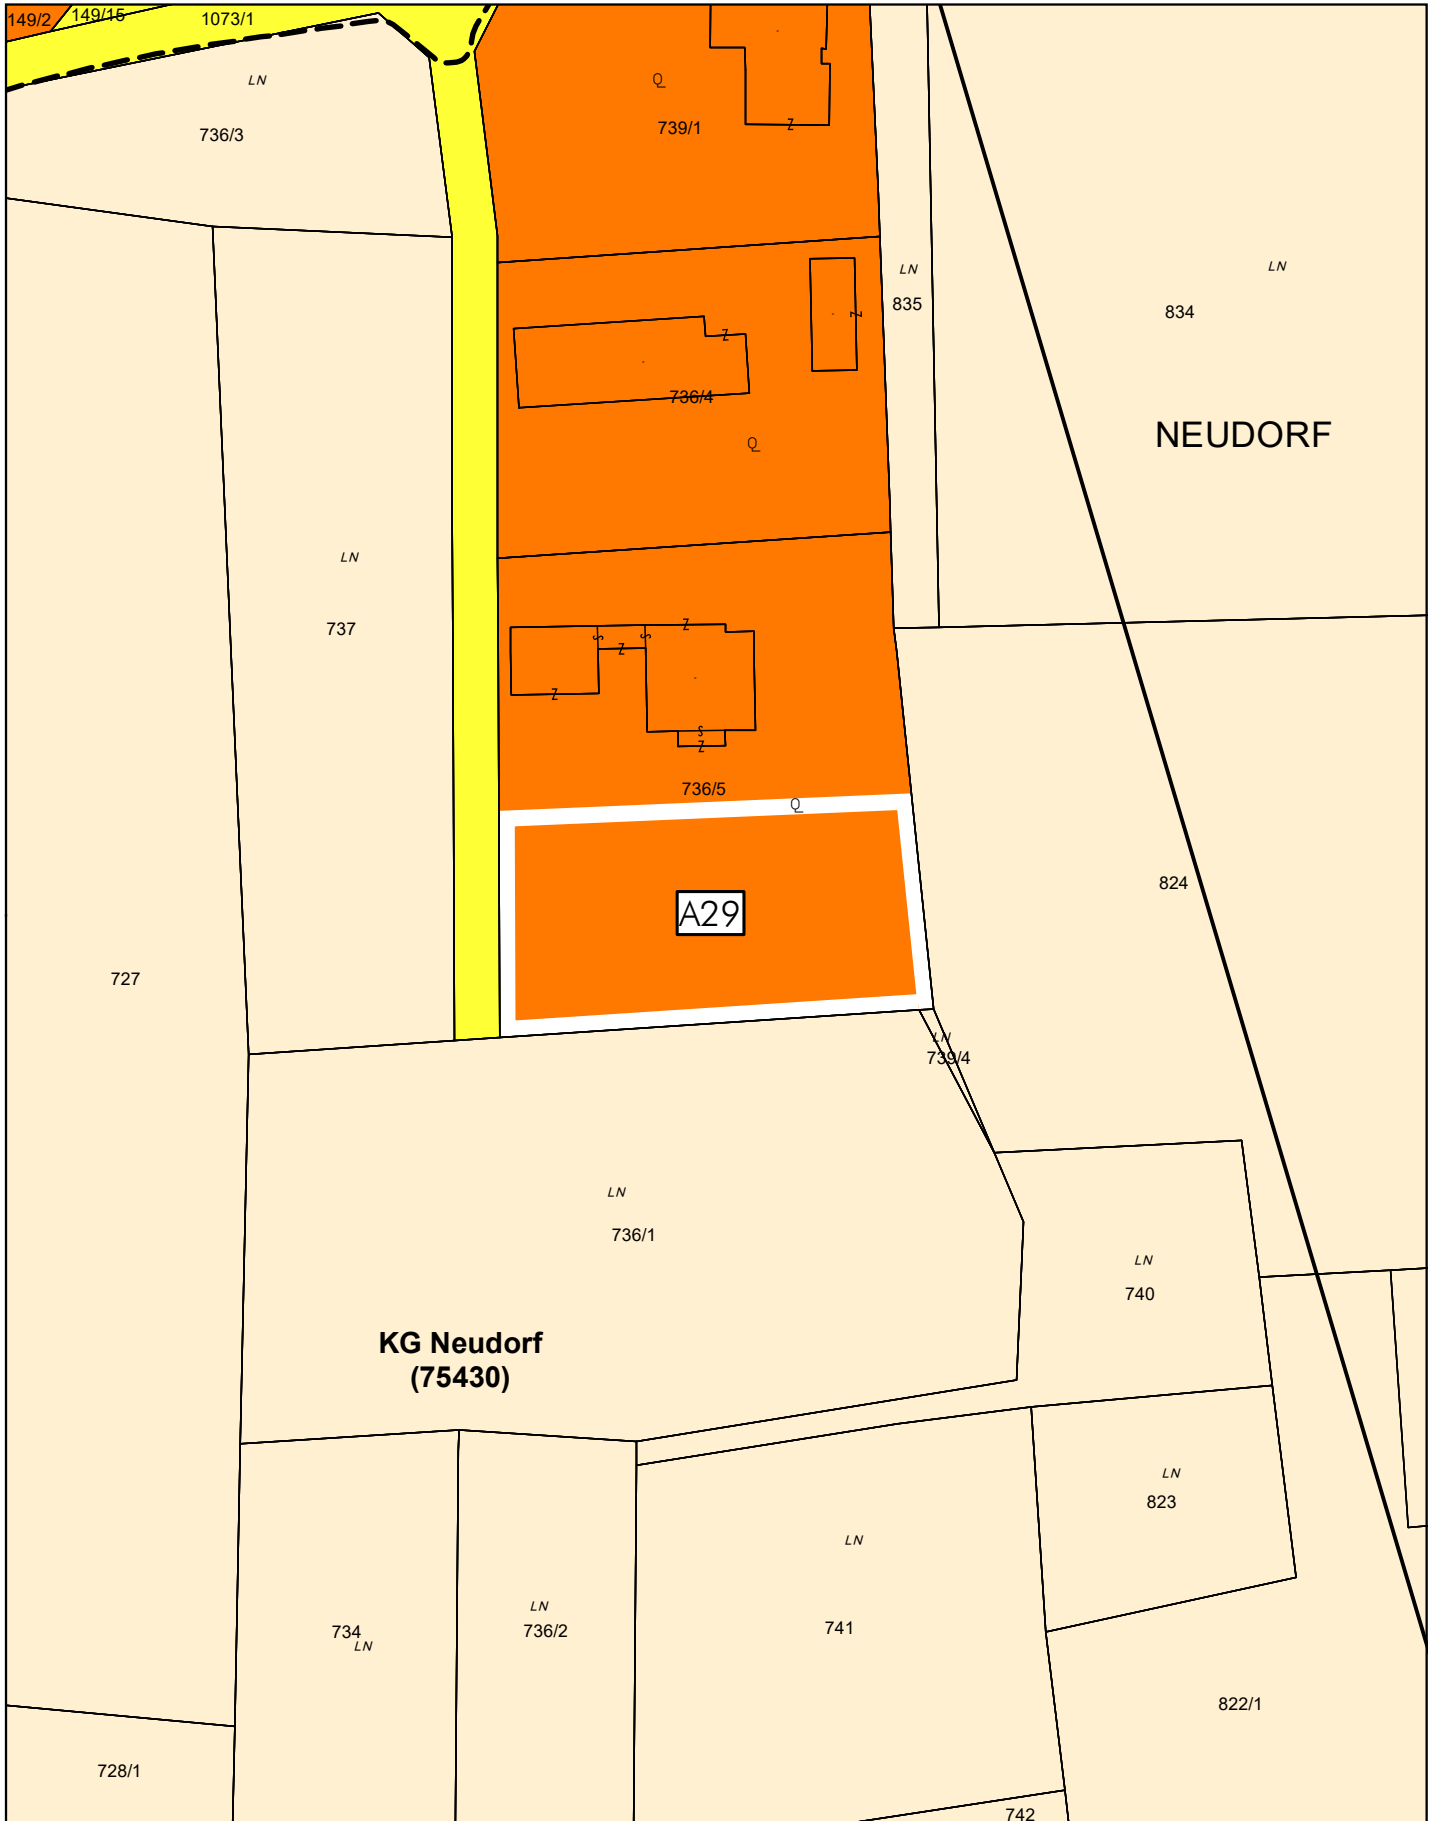 149/2
149/15
1073/1
LN
736/3
Q
739/1
Z
LN
835
LN
834
Z
Z
736/4
Q
NEUDORF
LN
737
Z
S
S
Z
Z
S
Z
736/5
Q
A29
824
727
LN
739/4
LN
736/1
LN
740
KG Neudorf
(75430)
LN
823
LN
741
LN
736/2
734
LN
822/1
728/1
742